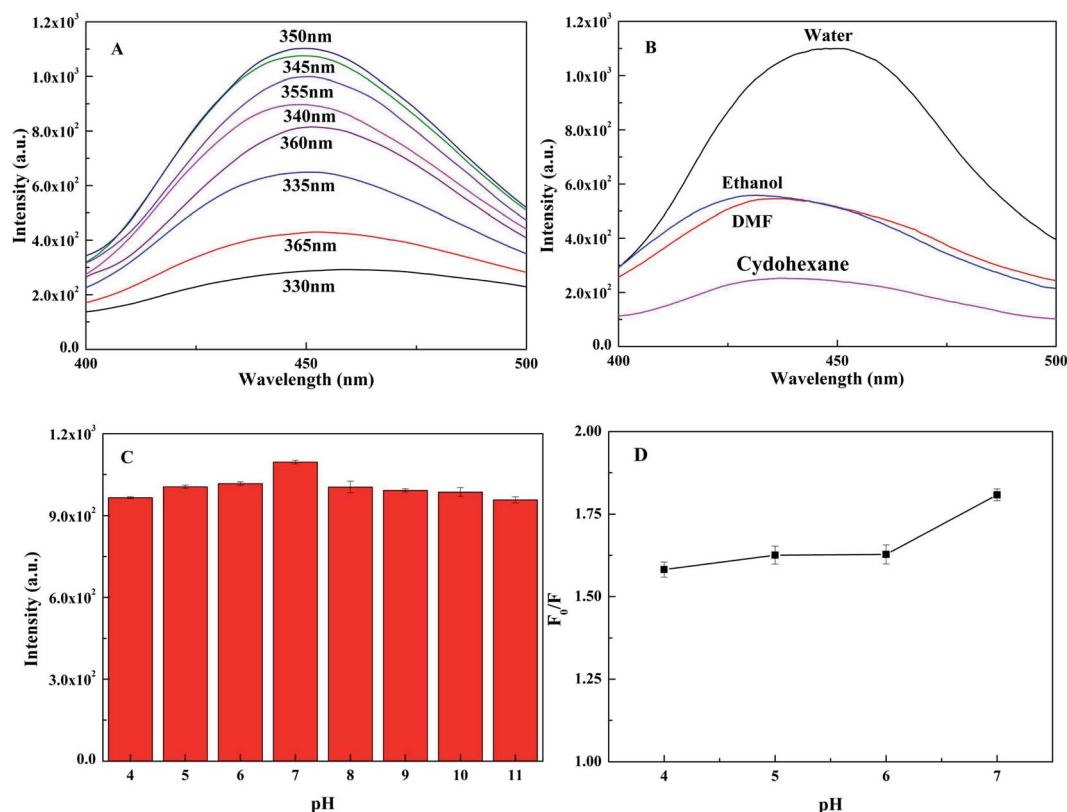 A
1.2x10³
1.0x10³
8.0x10²
6.0x10²
4.0x10²
2.0x10²
0.0
Intensity (a.u.)
350nm
345nm
355nm
340nm
360nm
335nm
365nm
330nm
400
450
500
Wavelength (nm)
B
1.2x10³
1.0x10³
8.0x10²
6.0x10²
4.0x10²
2.0x10²
0.0
Intensity (a.u.)
Water
Ethanol
DMF
Cydohexane
400
450
500
Wavelength (nm)
C
1.2x10³
9.0x10²
6.0x10²
3.0x10²
0.0
Intensity (a.u.)
4 5 6 7 8 9 10 11
pH
D
2.00
1.75
1.50
1.25
1.00
F₀/F
4 5 6 7
pH